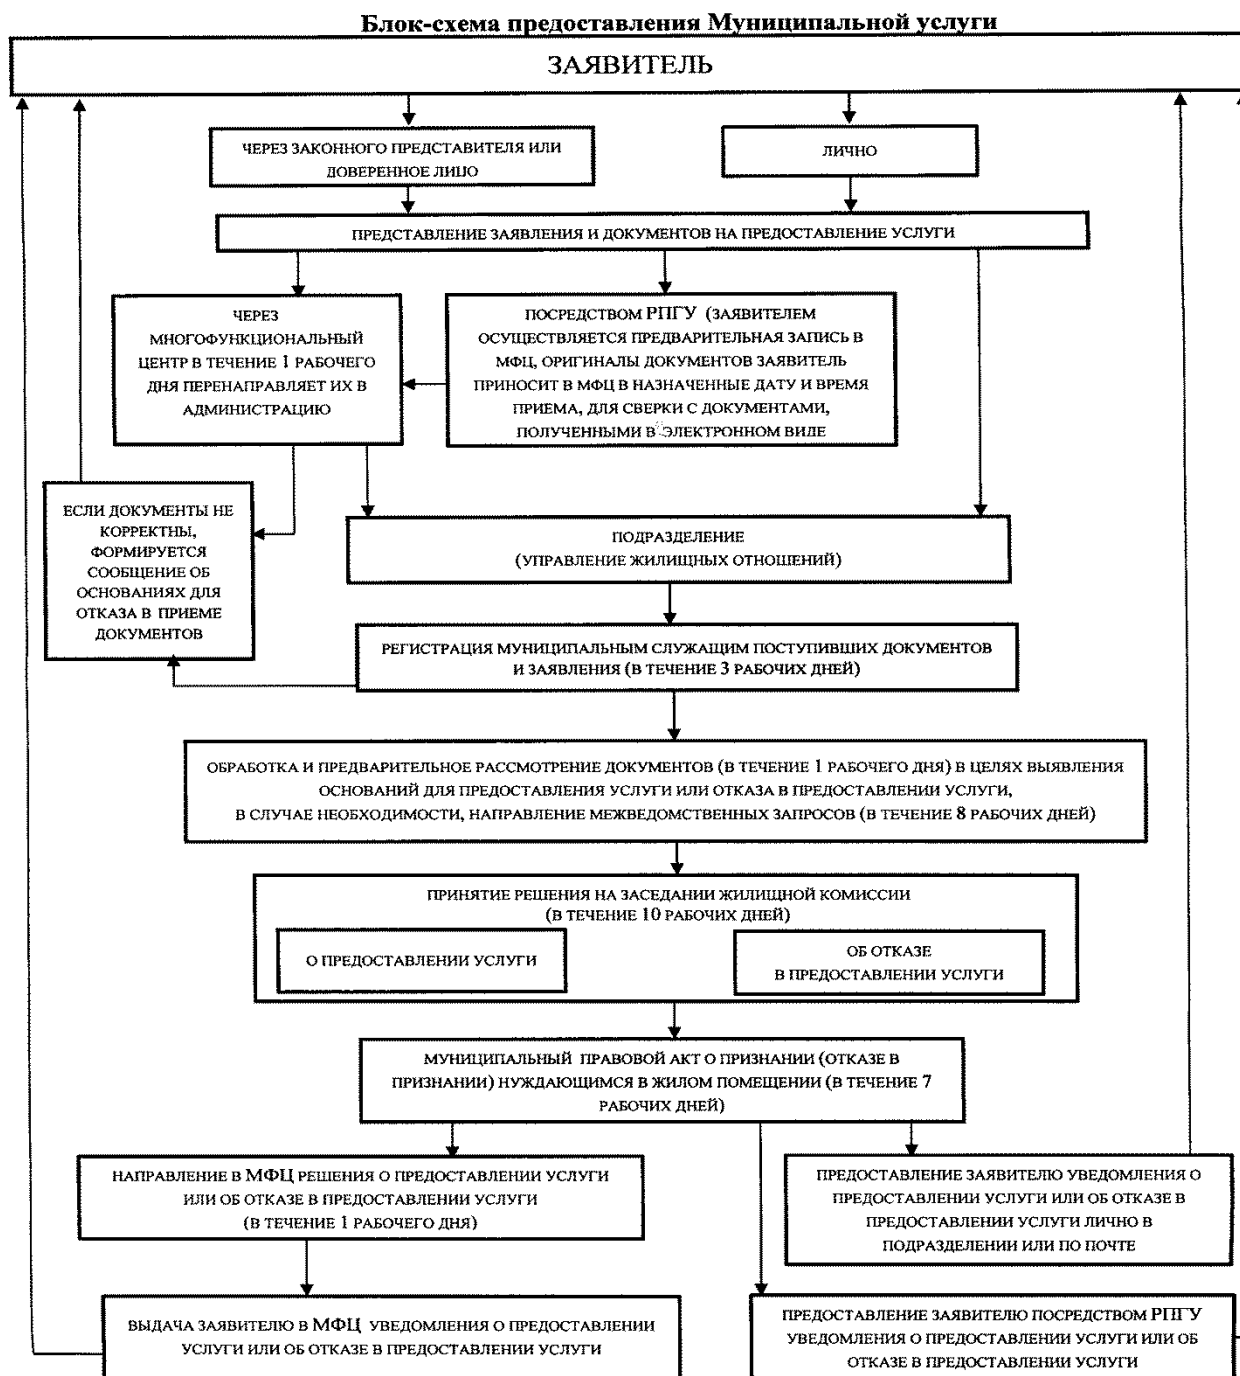 Блок-схема предоставления Муниципальной услуги
ЗАЯВИТЕЛЬ
ЧЕРЕЗ ЗАКОННОГО ПРЕДСТАВИТЕЛЯ ИЛИ
ДОВЕРЕННОЕ ЛИЦО
ЛИЧНО
ПРЕДСТАВЛЕНИЕ ЗАЯВЛЕНИЯ И ДОКУМЕНТОВ НА ПРЕДОСТАВЛЕНИЕ УСЛУГИ
ЧЕРЕЗ
МНОГОФУНКЦИОНАЛЬНЫЙ
ЦЕНТР В ТЕЧЕНИЕ 1 РАБОЧЕГО
ДНЯ ПЕРЕНАПРАВЛЯЕТ ИХ В
АДМИНИСТРАЦИЮ
ПОСРЕДСТВОМ РПГУ (ЗАЯВИТЕЛЕМ
ОСУЩЕСТВЛЯЕТСЯ ПРЕДВАРИТЕЛЬНАЯ ЗАПИСЬ В
МФЦ, ОРИГИНАЛЫ ДОКУМЕНТОВ ЗАЯВИТЕЛЬ
ПРИНОСИТ В МФЦ В НАЗНАЧЕННЫЕ ДАТУ И ВРЕМЯ
ПРИЕМА, ДЛЯ СВЕРКИ С ДОКУМЕНТАМИ,
ПОЛУЧЕННЫМИ В ЭЛЕКТРОННОМ ВИДЕ
ЕСЛИ ДОКУМЕНТЫ НЕ
КОРРЕКТНЫ,
ФОРМИРУЕТСЯ
СООБЩЕНИЕ ОБ
ОСНОВАНИЯХ ДЛЯ
ОТКАЗА В ПРИЕМЕ
ДОКУМЕНТОВ
ПОДРАЗДЕЛЕНИЕ
(УПРАВЛЕНИЕ ЖИЛИЩНЫХ ОТНОШЕНИЙ)
РЕГИСТРАЦИЯ МУНИЦИПАЛЬНЫМ СЛУЖАЩИМ ПОСТУПИВШИХ ДОКУМЕНТОВ
И ЗАЯВЛЕНИЯ (В ТЕЧЕНИЕ 3 РАБОЧИХ ДНЕЙ)
ОБРАБОТКА И ПРЕДВАРИТЕЛЬНОЕ РАССМОТРЕНИЕ ДОКУМЕНТОВ (В ТЕЧЕНИЕ 1 РАБОЧЕГО ДНЯ) В ЦЕЛЯХ ВЫЯВЛЕНИЯ
ОСНОВАНИЙ ДЛЯ ПРЕДОСТАВЛЕНИЯ УСЛУГИ ИЛИ ОТКАЗА В ПРЕДОСТАВЛЕНИИ УСЛУГИ,
В СЛУЧАЕ НЕОБХОДИМОСТИ, НАПРАВЛЕНИЕ МЕЖВЕДОМСТВЕННЫХ ЗАПРОСОВ (В ТЕЧЕНИЕ 8 РАБОЧИХ ДНЕЙ)
ПРИНЯТИЕ РЕШЕНИЯ НА ЗАСЕДАНИИ ЖИЛИЩНОЙ КОМИССИИ
(В ТЕЧЕНИЕ 10 РАБОЧИХ ДНЕЙ)
О ПРЕДОСТАВЛЕНИИ УСЛУГИ
ОБ ОТКАЗЕ
В ПРЕДОСТАВЛЕНИИ УСЛУГИ
МУНИЦИПАЛЬНЫЙ ПРАВОВОЙ АКТ О ПРИЗНАНИИ (ОТКАЗЕ В
ПРИЗНАНИИ) НУЖДАЮЩИМСЯ В ЖИЛОМ ПОМЕЩЕНИИ (В ТЕЧЕНИЕ 7
РАБОЧИХ ДНЕЙ)
НАПРАВЛЕНИЕ В МФЦ РЕШЕНИЯ О ПРЕДОСТАВЛЕНИИ УСЛУГИ
ИЛИ ОБ ОТКАЗЕ В ПРЕДОСТАВЛЕНИИ УСЛУГИ
(В ТЕЧЕНИЕ 1 РАБОЧЕГО ДНЯ)
ПРЕДОСТАВЛЕНИЕ ЗАЯВИТЕЛЮ УВЕДОМЛЕНИЯ О
ПРЕДОСТАВЛЕНИИ УСЛУГИ ИЛИ ОБ ОТКАЗЕ В
ПРЕДОСТАВЛЕНИИ УСЛУГИ ЛИЧНО В
ПОДРАЗДЕЛЕНИИ ИЛИ ПО ПОЧТЕ
ВЫДАЧА ЗАЯВИТЕЛЮ В МФЦ УВЕДОМЛЕНИЯ О ПРЕДОСТАВЛЕНИИ
УСЛУГИ ИЛИ ОБ ОТКАЗЕ В ПРЕДОСТАВЛЕНИИ УСЛУГИ
ПРЕДОСТАВЛЕНИЕ ЗАЯВИТЕЛЮ ПОСРЕДСТВОМ РПГУ
УВЕДОМЛЕНИЯ О ПРЕДОСТАВЛЕНИИ УСЛУГИ ИЛИ ОБ
ОТКАЗЕ В ПРЕДОСТАВЛЕНИИ УСЛУГИ